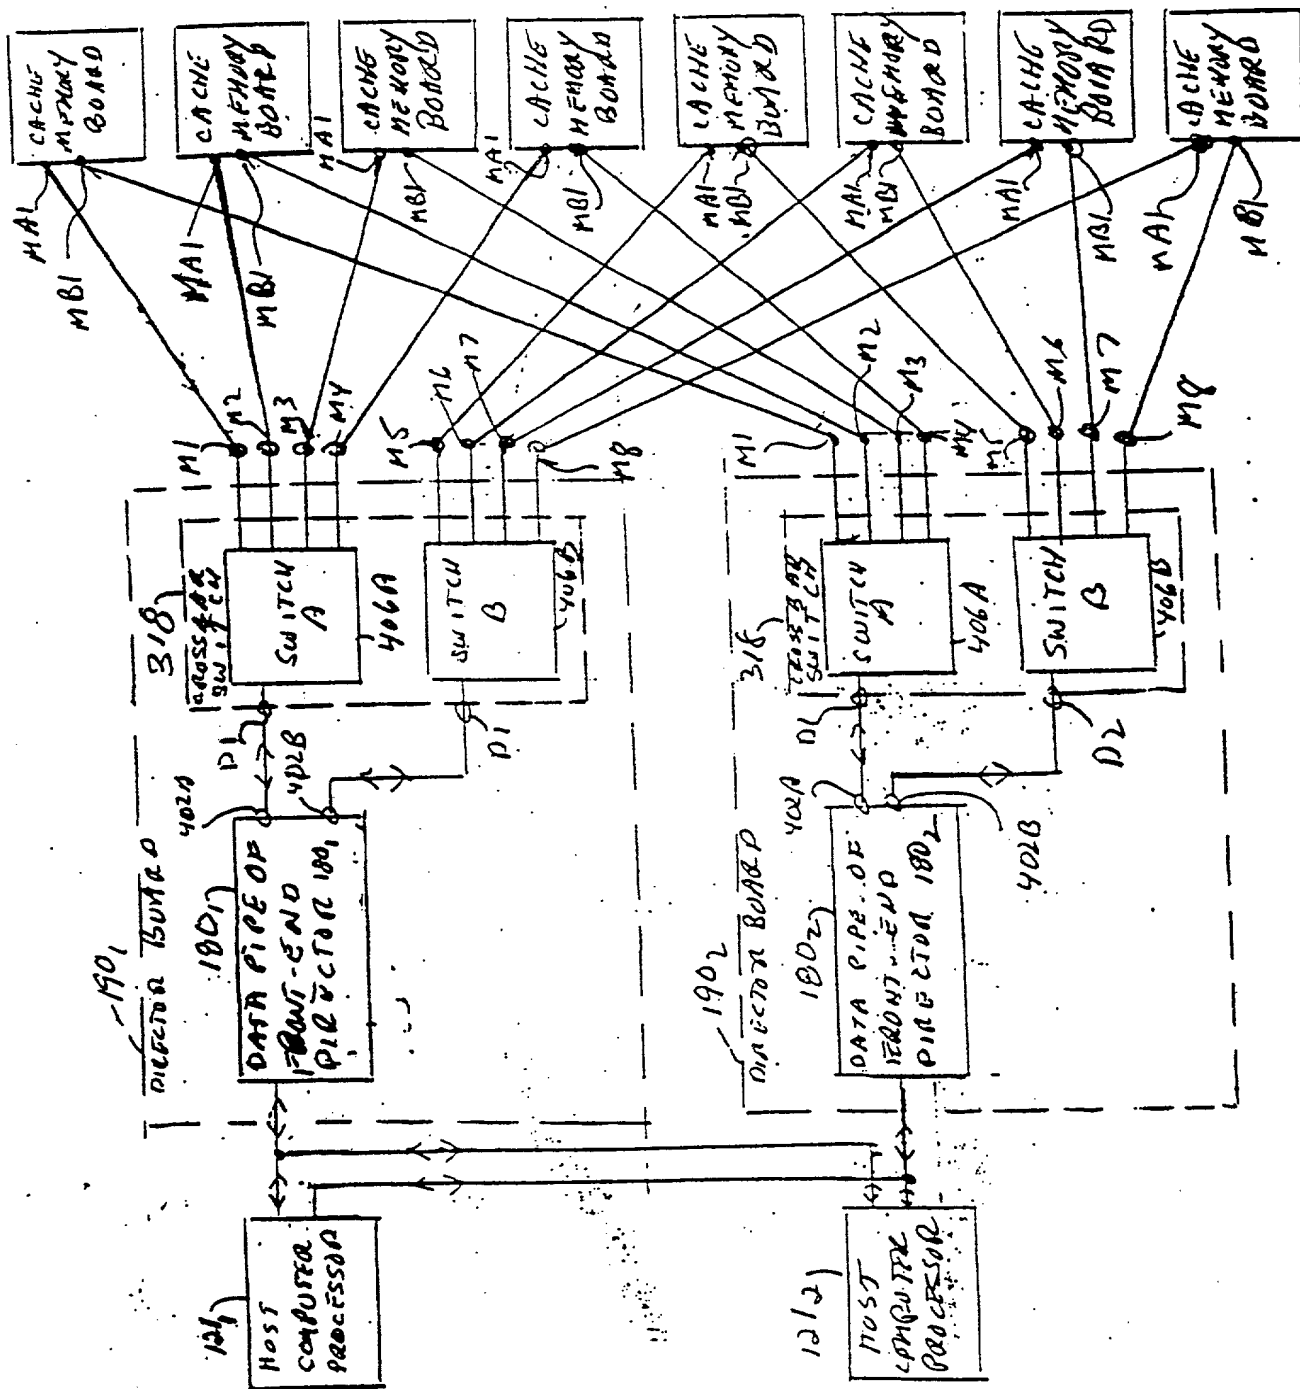 CACHE
MEMORY
BOARD
CACHE
MEMORY
BOARD
CACHE
MEMORY
BOARD
CACHE
MEMORY
BOARD
CACHE
MEMORY
BOARD
CACHE
MEMORY
BOARD
CACHE
MEMORY
BOARD
CACHE
MEMORY
BOARD
MA1
MB1
MA1
MB1
MA1
MB1
MA1
MB1
MA1
MB1
MA1
MB1
MA1
MB1
MA1
MB1
M1
M2
M3
M4
M5
M6
M7
M8
M1
M2
M3
M4
M1
M6
M7
M8
318
CROSSBAR
SWITCH
SWITCH
A
406A
SWITCH
B
406B
318
CROSSBAR
SWITCH
SWITCH
A
406A
SWITCH
B
406B
D1
D1
D1
D2
402A
402B
402A
402B
190₁
DIRECTOR BOARD
180₁
DATA PIPE OF
FRONT-END
DIRECTOR 180₁
190₂
DIRECTOR BOARD
180₂
DATA PIPE OF
FRONT-END
DIRECTOR 180₂
121₁
HOST
COMPUTER
PROCESSOR
121₂
HOST
COMPUTER
PROCESSOR